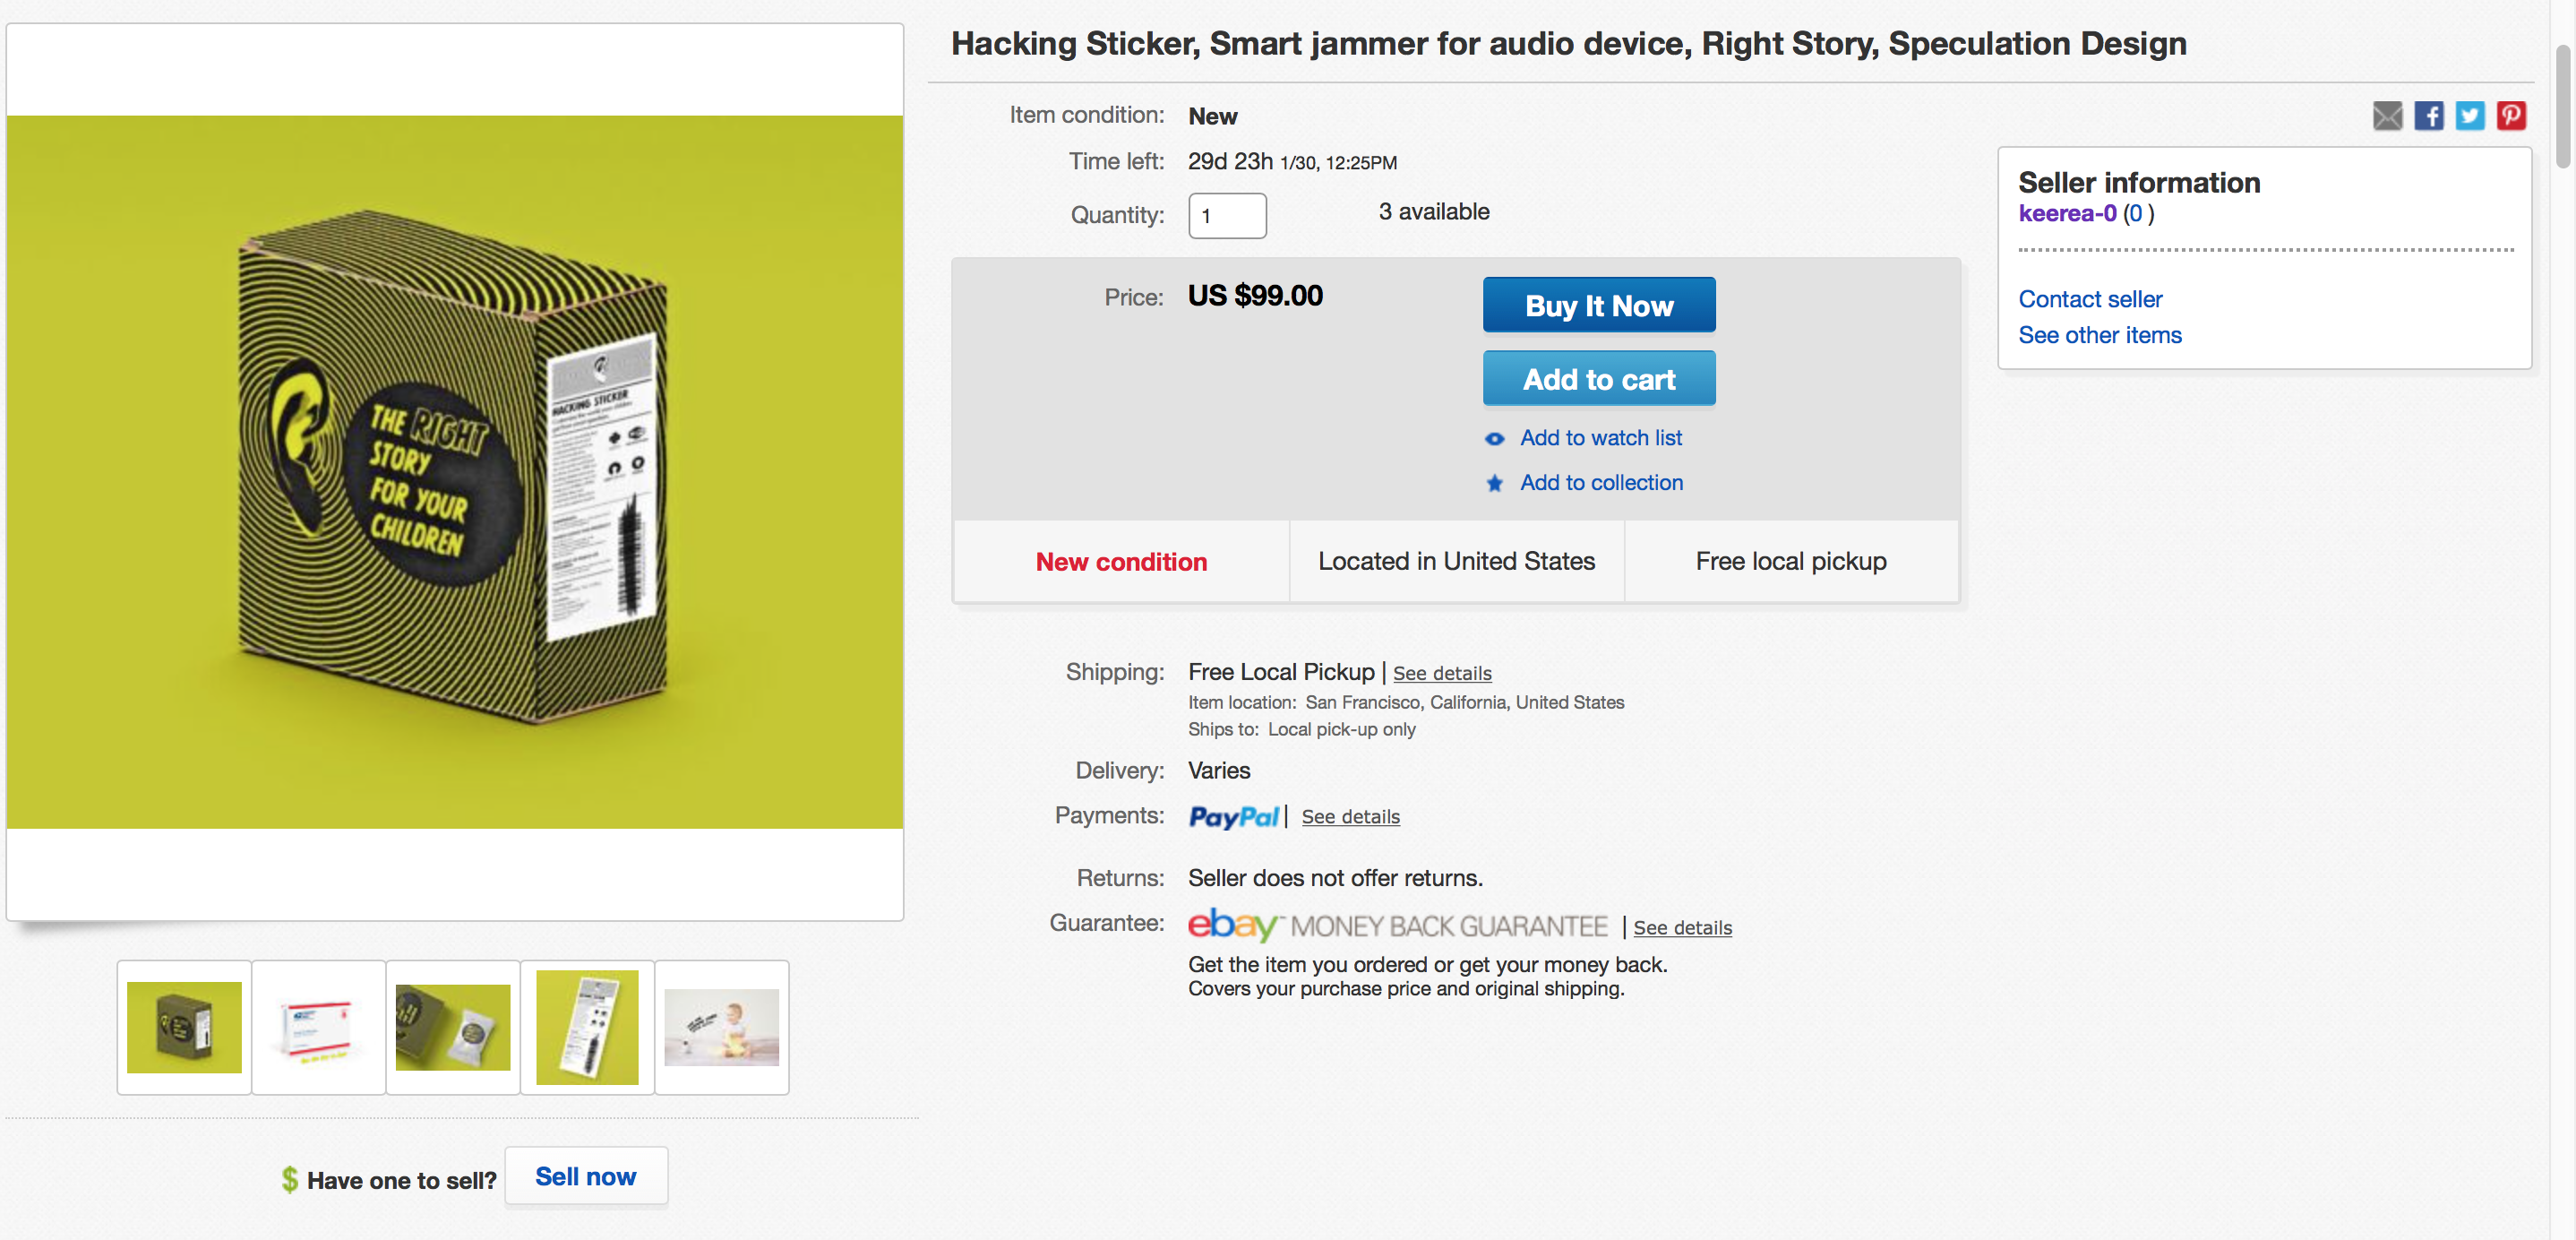 Hacking Sticker, Smart jammer for audio device, Right Story, Speculation Design
Item condition: New
Time left: 29d 23h 1/30, 12:25PM
Quantity: 1 3 available
Price: US $99.00
Buy It Now
Add to cart
Add to watch list
Add to collection
New condition Located in United States Free local pickup
Shipping: Free Local Pickup | See details
Item location: San Francisco, California, United States
Ships to: Local pick-up only
Delivery: Varies
Payments: PayPal | See details
Returns: Seller does not offer returns.
Guarantee: ebay™ MONEY BACK GUARANTEE | See details
Get the item you ordered or get your money back.
Covers your purchase price and original shipping.
Seller information
keerea-0 (0 )
Contact seller
See other items
THE RIGHT
STORY
FOR YOUR
CHILDREN
HACKING STICKER
$ Have one to sell? Sell now